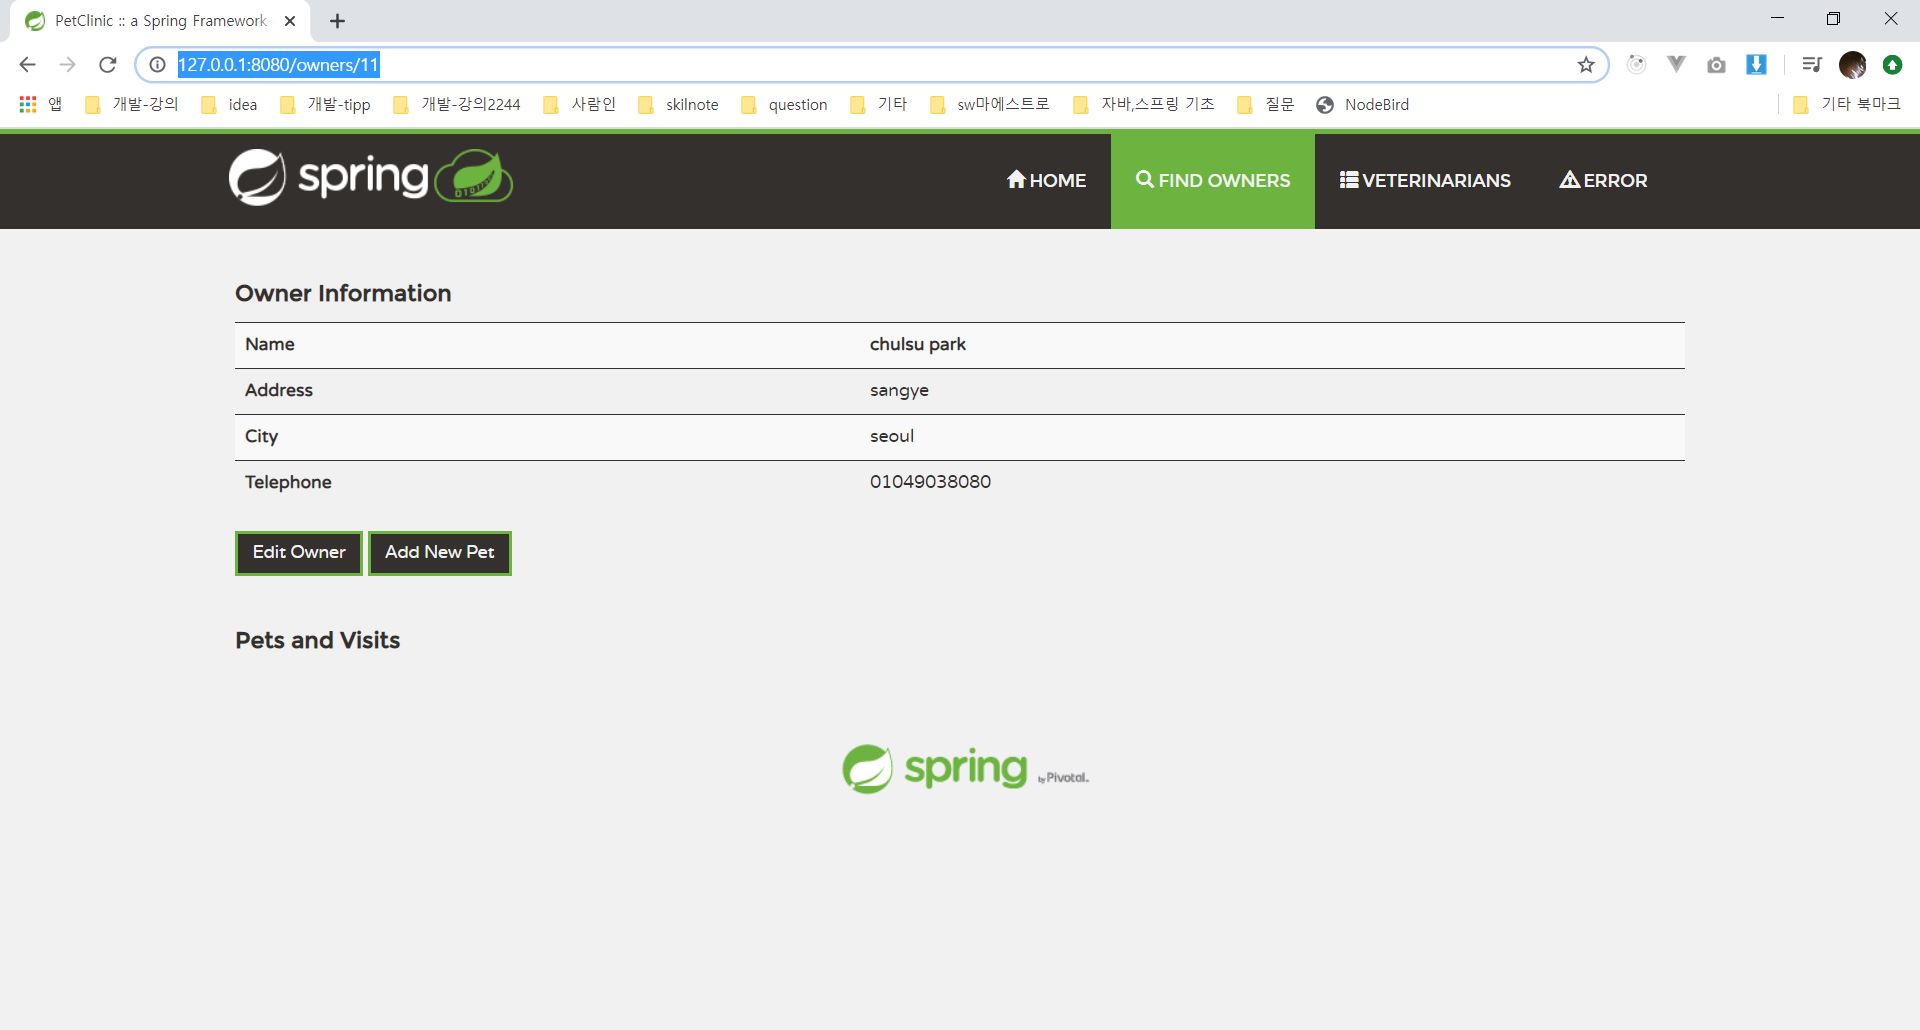 PetClinic :: a Spring Framework
127.0.0.1:8080/owners/11
앱 개발-강의 idea 개발-tipp 개발-강의2244 사람인 skilnote question 기타 sw마에스트로 자바,스프링 기초 질문 NodeBird 기타 북마크
spring HOME FIND OWNERS VETERINARIANS ERROR
Owner Information
Name chulsu park
Address sangye
City seoul
Telephone 01049038080
Edit Owner Add New Pet
Pets and Visits
spring by Pivotal